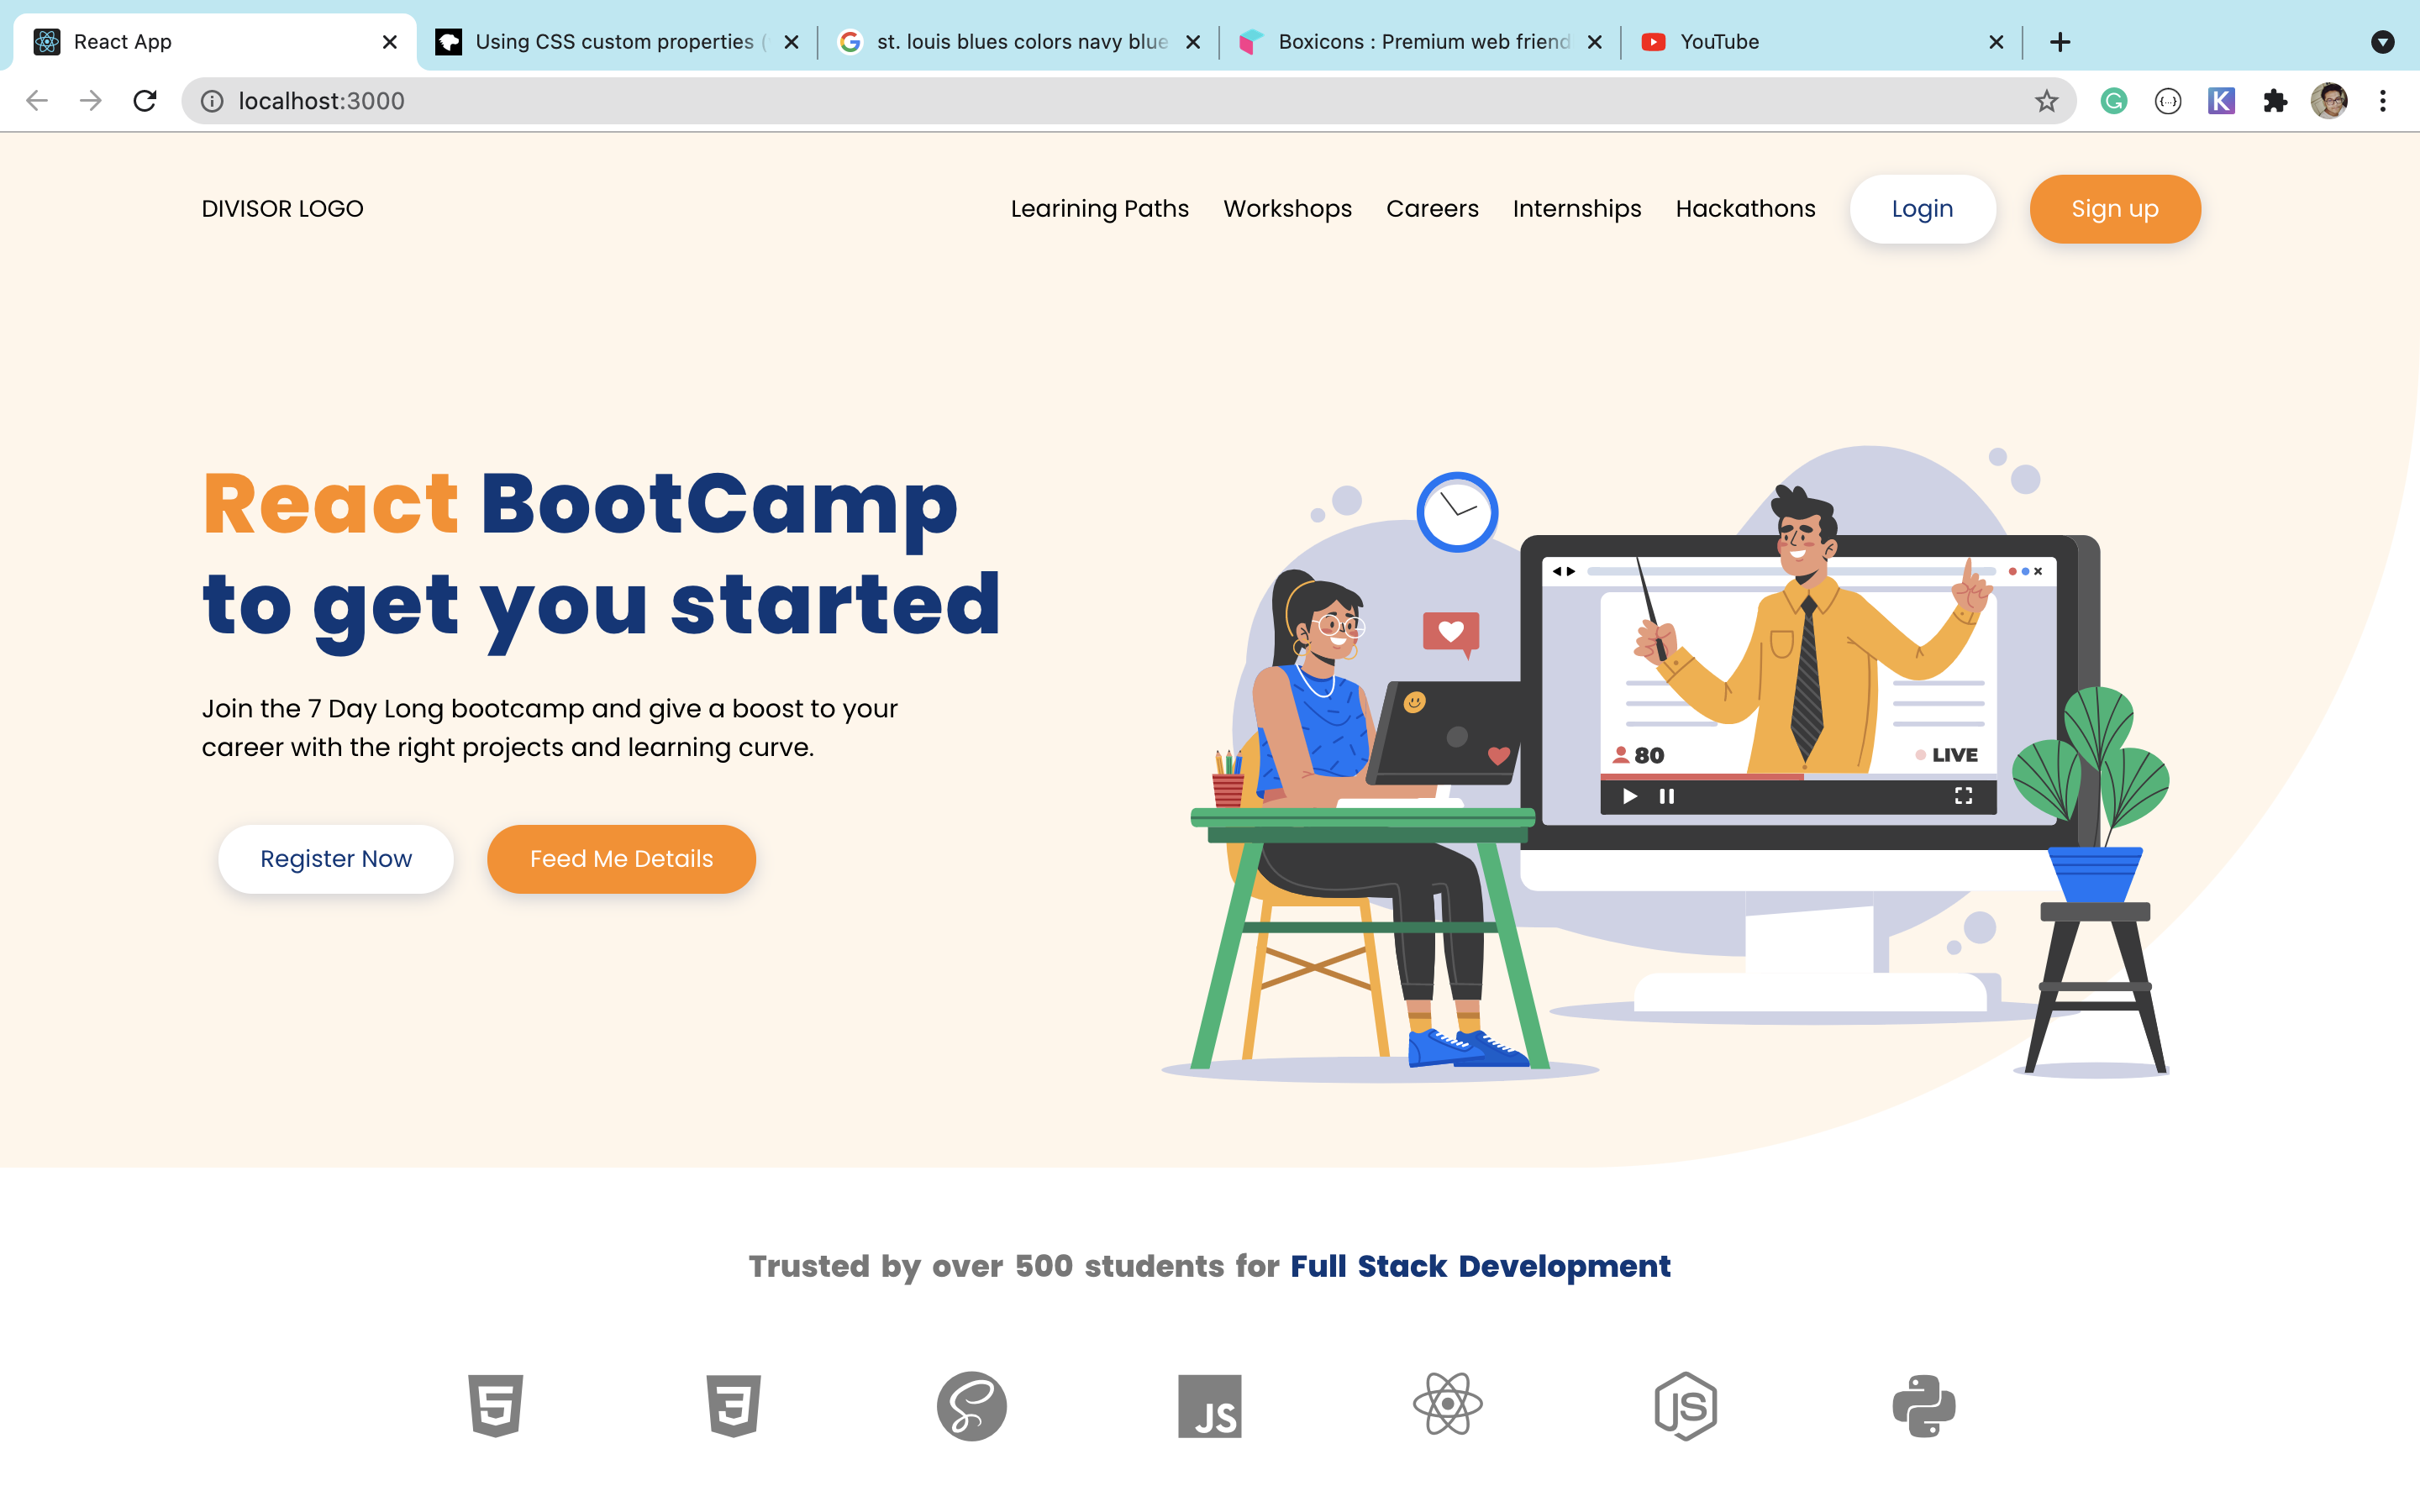 React App
Using CSS custom properties (
st. louis blues colors navy blue
Boxicons : Premium web friend
YouTube
localhost:3000
DIVISOR LOGO
Learining Paths
Workshops
Careers
Internships
Hackathons
Login
Sign up
React BootCamp
to get you started
Join the 7 Day Long bootcamp and give a boost to your
career with the right projects and learning curve.
Register Now
Feed Me Details
80
LIVE
Trusted by over 500 students for Full Stack Development
5
3
JS
JS